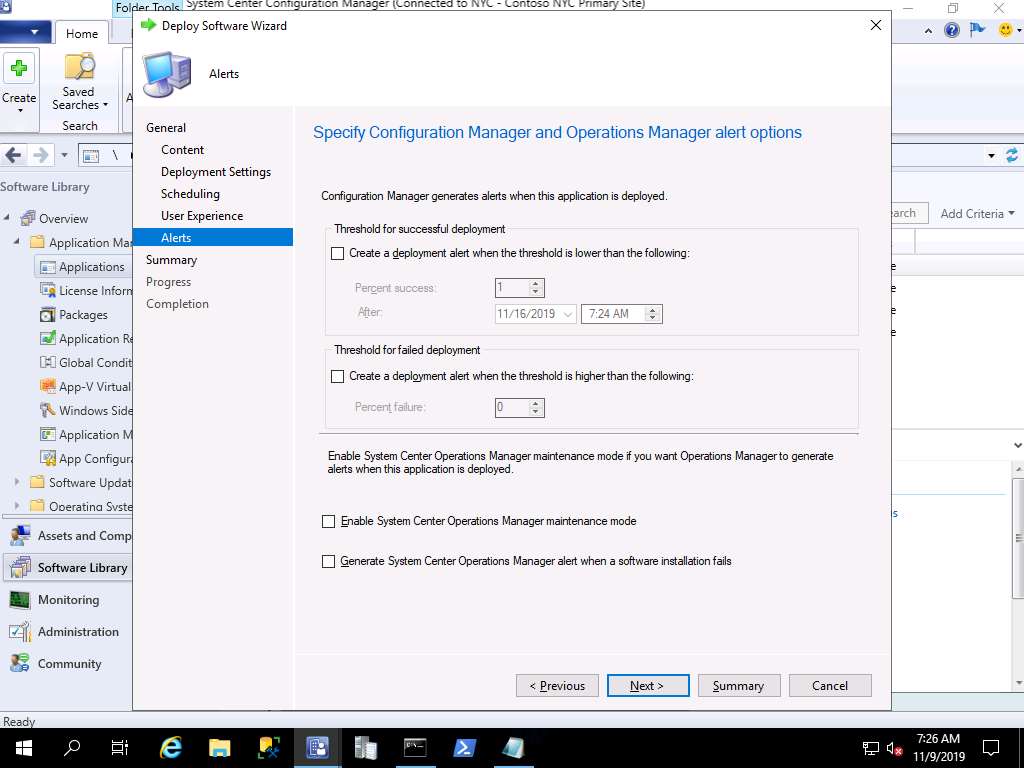 Folder Tools
System Center Configuration Manager (Connected to NYC - Contoso NYC Primary Site)
Home
Create
Saved
Searches
Search
\
Software Library
Overview
Application Ma
Applications
License Inforn
Packages
Application Re
Global Condit
App-V Virtual
Windows Side
Application M
App Configura
Software Updat
Operating Syste
Assets and Comp
Software Library
Monitoring
Administration
Community
Ready
Deploy Software Wizard
Alerts
General
Content
Deployment Settings
Scheduling
User Experience
Alerts
Summary
Progress
Completion
Specify Configuration Manager and Operations Manager alert options
Configuration Manager generates alerts when this application is deployed.
Threshold for successful deployment
Create a deployment alert when the threshold is lower than the following:
Percent success:
1
After:
11/16/2019
7:24 AM
Threshold for failed deployment
Create a deployment alert when the threshold is higher than the following:
Percent failure:
0
Enable System Center Operations Manager maintenance mode if you want Operations Manager to generate
alerts when this application is deployed.
Enable System Center Operations Manager maintenance mode
Generate System Center Operations Manager alert when a software installation fails
< Previous
Next >
Summary
Cancel
earch
Add Criteria
7:26 AM
11/9/2019